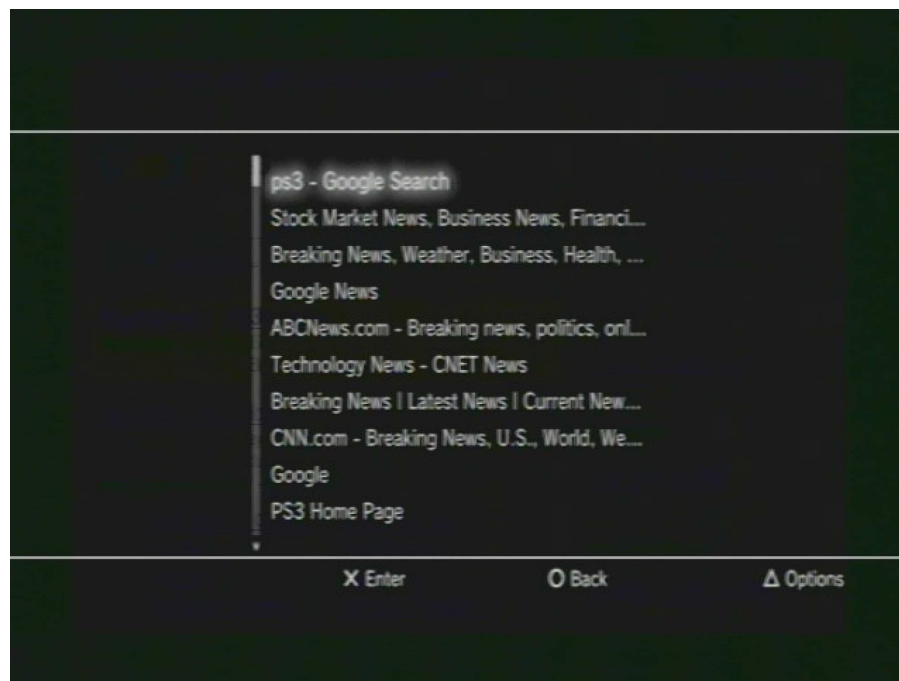 ps3 - Google Search
Stock Market News, Business News, Financi...
Breaking News, Weather, Business, Health, ...
Google News
ABCNews.com - Breaking news, politics, onl...
Technology News - CNET News
Breaking News | Latest News | Current New...
CNN.com - Breaking News, U.S., World, We...
Google
PS3 Home Page
X Enter O Back Δ Options